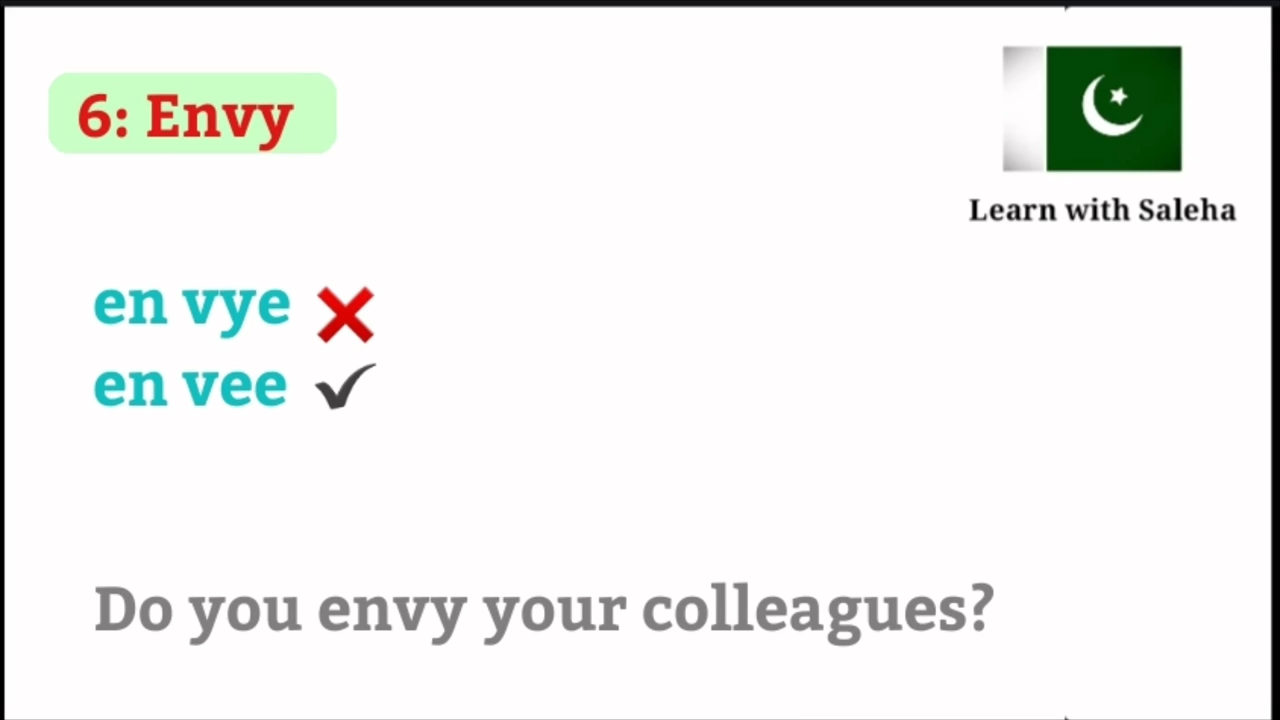 6: Envy
Learn with Saleha
en vye
en vee
Do you envy your colleagues?